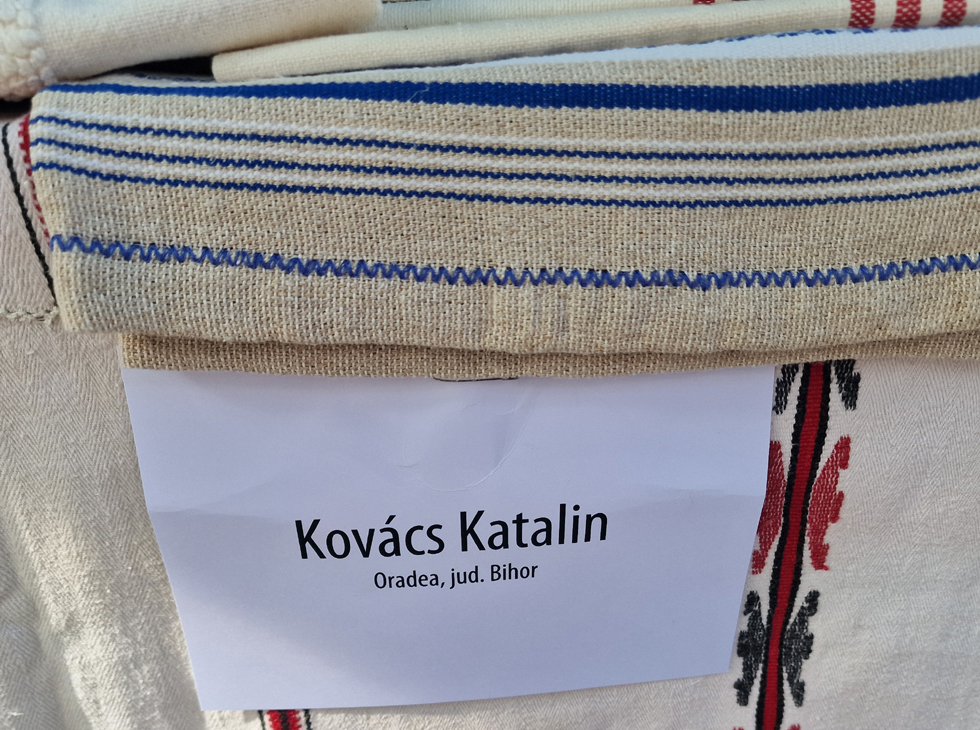 Kovács Katalin
Oradea, jud. Bihor